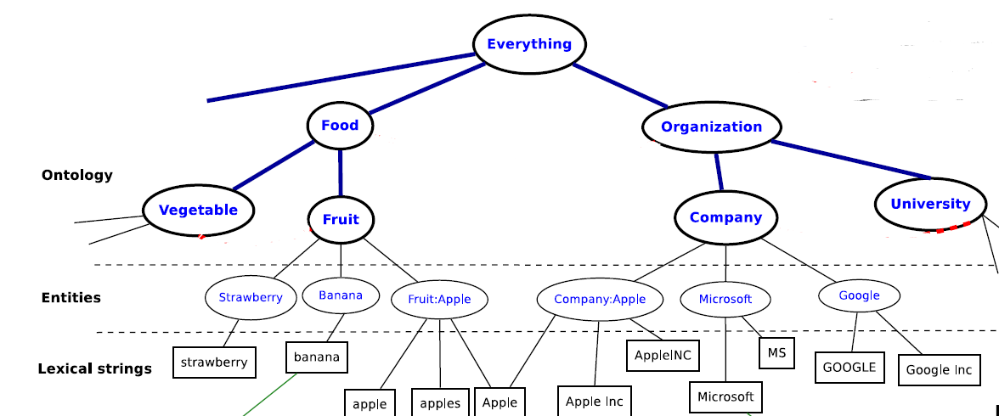 Everything
Food
Organization
Ontology
Vegetable
Fruit
Company
University
Entities
Strawberry
Banana
Fruit:Apple
Company:Apple
Microsoft
Google
Lexical strings
strawberry
banana
AppleINC
MS
GOOGLE
Google Inc
apple
apples
Apple
Apple Inc
Microsoft